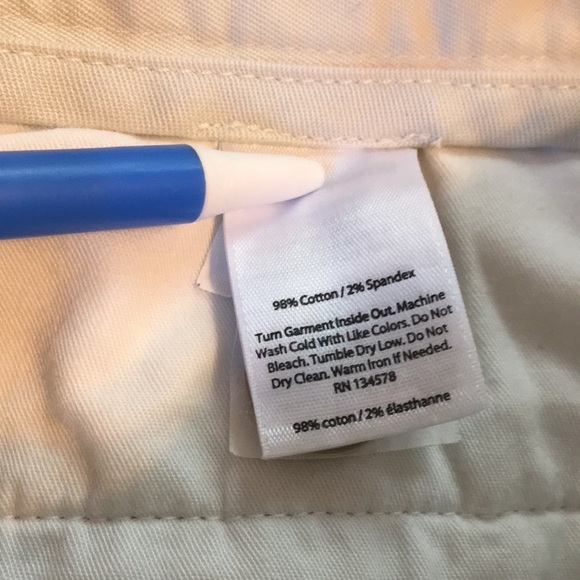 98% Cotton / 2% Spandex
Turn Garment Inside Out. Machine
Wash Cold With Like Colors. Do Not
Bleach. Tumble Dry Low. Do Not
Dry Clean. Warm Iron If Needed.
RN 134578
98% coton / 2% élasthanne